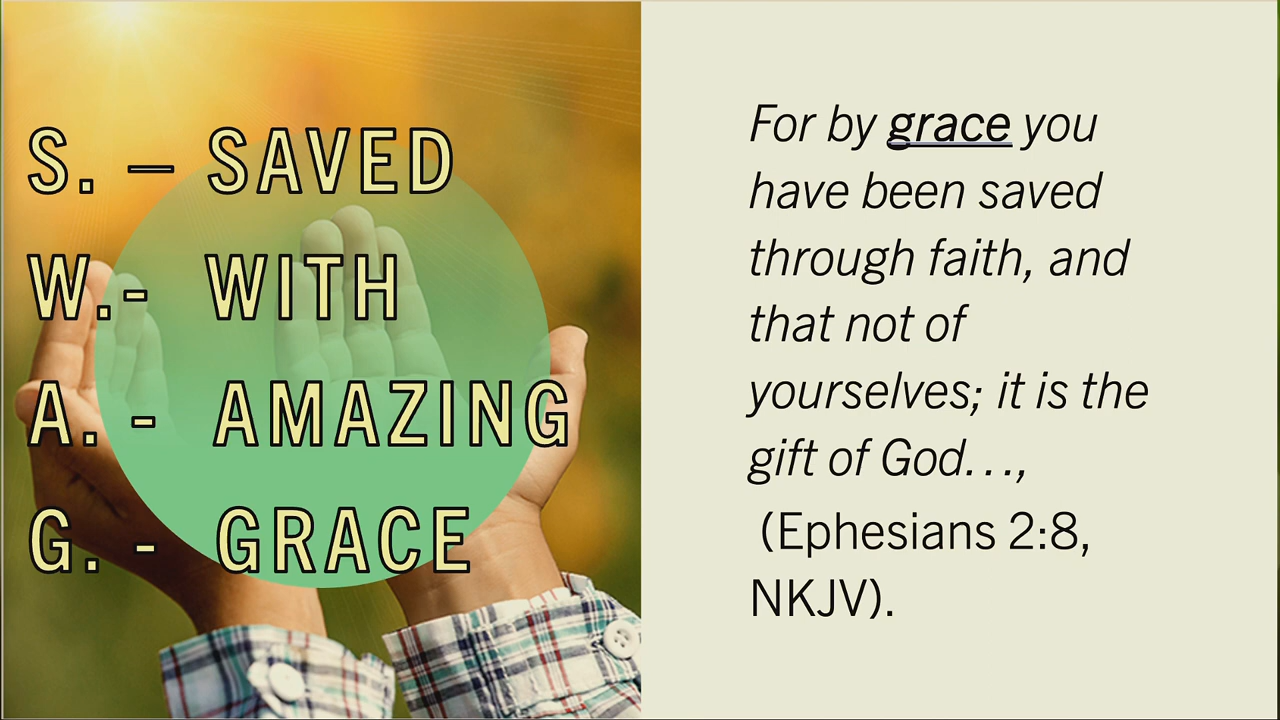 S. – SAVED
W.- WITH
A. - AMAZING
G. - GRACE
For by grace you
have been saved
through faith, and
that not of
yourselves; it is the
gift of God. . .,
(Ephesians 2:8,
NKJV).